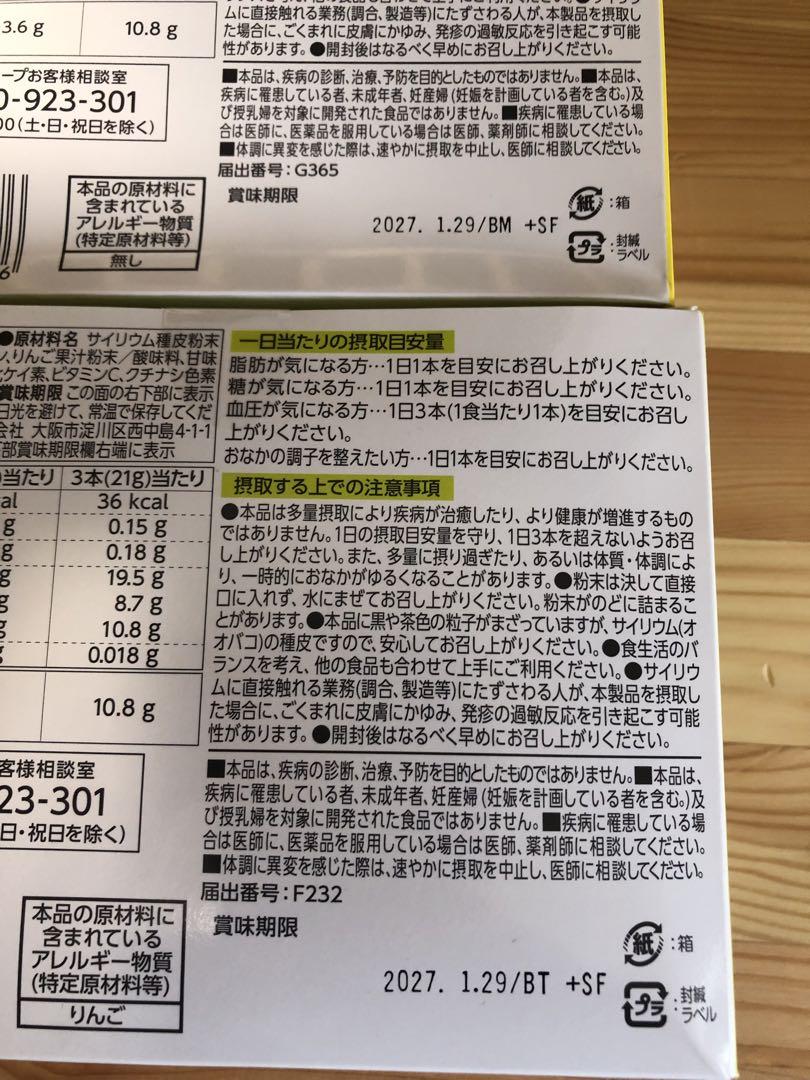 3.6 g
10.8 g
ムに直接触れる業務(調合、製造等)にたずさわる人が、本製品を摂取し
た場合に、ごくまれに皮膚にかゆみ、発疹の過敏反応を引き起こす可能
性があります。●開封後はなるべく早めにお召し上がりください。
ープお客様相談室
0-923-301
00(土・日・祝日を除く)
■本品は、疾病の診断、治療、予防を目的としたものではありません。■本品は、
疾病に罹患している者、未成年者、妊産婦(妊娠を計画している者を含む。)及
び授乳婦を対象に開発された食品ではありません。■疾病に罹患している場
合は医師に、医薬品を服用している場合は医師、薬剤師に相談してください。
■体調に異変を感じた際は、速やかに摂取を中止し、医師に相談してください。
届出番号:G365
賞味期限
2027. 1.29/BM +SF
紙:箱
プラ:封緘
ラベル
本品の原材料に
含まれている
アレルギー物質
(特定原材料等)
無し
6
●原材料名 サイリウム種皮粉末
ン、りんご果汁粉末/酸味料、甘味
ケイ素、ビタミンC、クチナシ色素
賞味期限 この面の右下部に表示
日光を避けて、常温で保存してくだ
会社 大阪市淀川区西中島4-1-1
部賞味期限欄右端に表示
当たり 3本(21g)当たり
al 36 kcal
g 0.15 g
g 0.18 g
g 19.5 g
g 8.7 g
g 10.8 g
g 0.018 g
10.8 g
客様相談室
23-301
日・祝日を除く)
本品の原材料に
含まれている
アレルギー物質
(特定原材料等)
りんご
一日当たりの摂取目安量
脂肪が気になる方…1日1本を目安にお召し上がりください。
糖が気になる方…1日1本を目安にお召し上がりください。
血圧が気になる方…1日3本(1食当たり1本)を目安にお召し
上がりください。
おなかの調子を整えたい方…1日1本を目安にお召し上がりください。
摂取する上での注意事項
●本品は多量摂取により疾病が治癒したり、より健康が増進するもの
ではありません。1日の摂取目安量を守り、1日3本を超えないようお召
し上がりください。また、多量に摂り過ぎたり、あるいは体質・体調によ
り、一時的におなかがゆるくなることがあります。●粉末は決して直接
口に入れず、水にまぜてお召し上がりください。粉末がのどに詰まるこ
とがあります。●本品に黒や茶色の粒子がまざっていますが、サイリウム(オ
オバコ)の種皮ですので、安心してお召し上がりください。●食生活のバ
ランスを考え、他の食品も合わせて上手にご利用ください。●サイリウ
ムに直接触れる業務(調合、製造等)にたずさわる人が、本製品を摂取し
た場合に、ごくまれに皮膚にかゆみ、発疹の過敏反応を引き起こす可能
性があります。●開封後はなるべく早めにお召し上がりください。
■本品は、疾病の診断、治療、予防を目的としたものではありません。■本品は、
疾病に罹患している者、未成年者、妊産婦(妊娠を計画している者を含む。)及
び授乳婦を対象に開発された食品ではありません。■疾病に罹患している場
合は医師に、医薬品を服用している場合は医師、薬剤師に相談してください。
■体調に異変を感じた際は、速やかに摂取を中止し、医師に相談してください。
届出番号:F232
賞味期限
2027. 1.29/BT +SF
紙:箱
プラ:封緘
ラベル